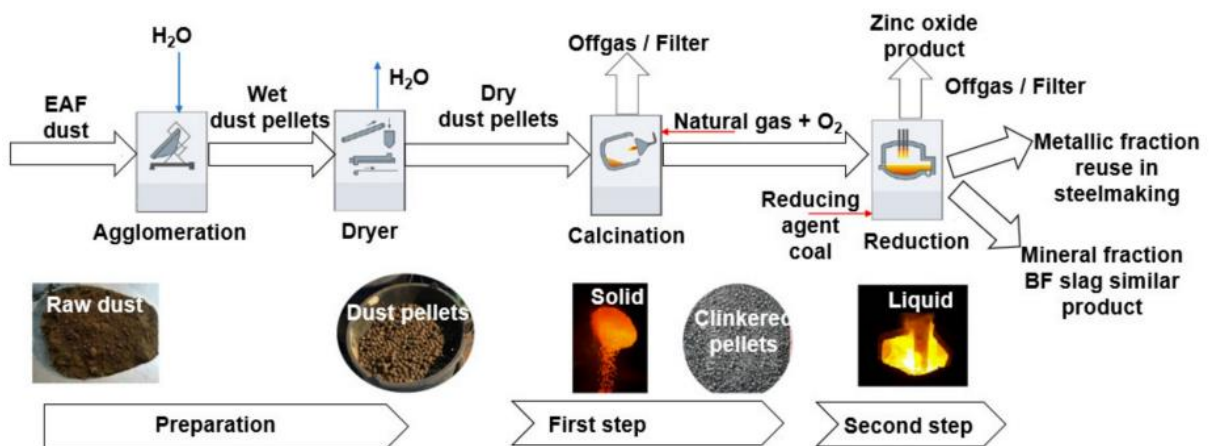 H₂O
EAF
dust
Agglomeration
Wet
dust pellets
H₂O
Dryer
Dry
dust pellets
Offgas / Filter
Calcination
Natural gas + O₂
Zinc oxide
product
Offgas / Filter
Reducing
agent
coal
Reduction
Metallic fraction
reuse in
steelmaking
Mineral fraction
BF slag similar
product
Raw dust
Dust pellets
Solid
Clinkered
pellets
Liquid
Preparation
First step
Second step